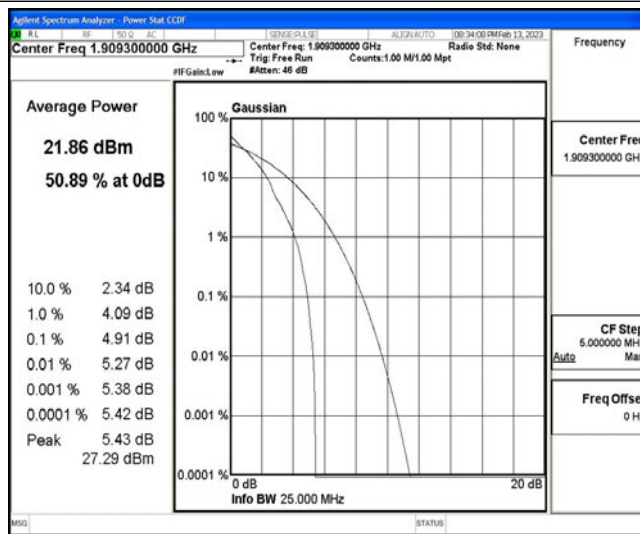 Agilent Spectrum Analyzer - Power Stat CCDF
RL RF 50 Ω AC SENSE:PULSE ALIGN AUTO 08:34:08 PM Feb 13, 2023
Center Freq 1.909300000 GHz
Center Freq: 1.909300000 GHz Radio Std: None
Trig: Free Run Counts:1.00 M/1.00 Mpt
#IFGain:Low #Atten: 46 dB
Frequency
Average Power
21.86 dBm
50.89 % at 0dB
10.0 % 2.34 dB
1.0 % 4.09 dB
0.1 % 4.91 dB
0.01 % 5.27 dB
0.001 % 5.38 dB
0.0001 % 5.42 dB
Peak 5.43 dB
27.29 dBm
Gaussian
100 %
10 %
1 %
0.1 %
0.01 %
0.001 %
0.0001 %
0 dB 20 dB
Info BW 25.000 MHz
Center Freq
1.909300000 GH
CF Step
5.000000 MH
Auto Ma
Freq Offse
0 H
MSG STATUS